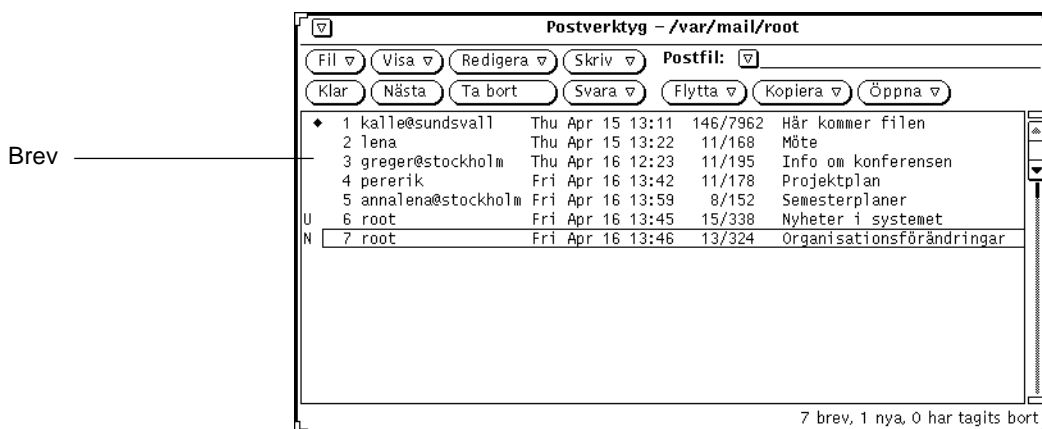 Postverktyg – /var/mail/root
Fil Visa Redigera Skriv Postfil:
Klar Nästa Ta bort Svara Flytta Kopiera Öppna
1 kalle@sundsvall Thu Apr 15 13:11 146/7962 Här kommer filen
2 lena Thu Apr 15 13:22 11/168 Möte
Brev
3 greger@stockholm Thu Apr 16 12:23 11/195 Info om konferensen
4 pererik Fri Apr 16 13:42 11/178 Projektplan
5 annalena@stockholm Fri Apr 16 13:59 8/152 Semesterplaner
U 6 root Fri Apr 16 13:45 15/338 Nyheter i systemet
N 7 root Fri Apr 16 13:46 13/324 Organisationsförändringar
7 brev, 1 nya, 0 har tagits bort